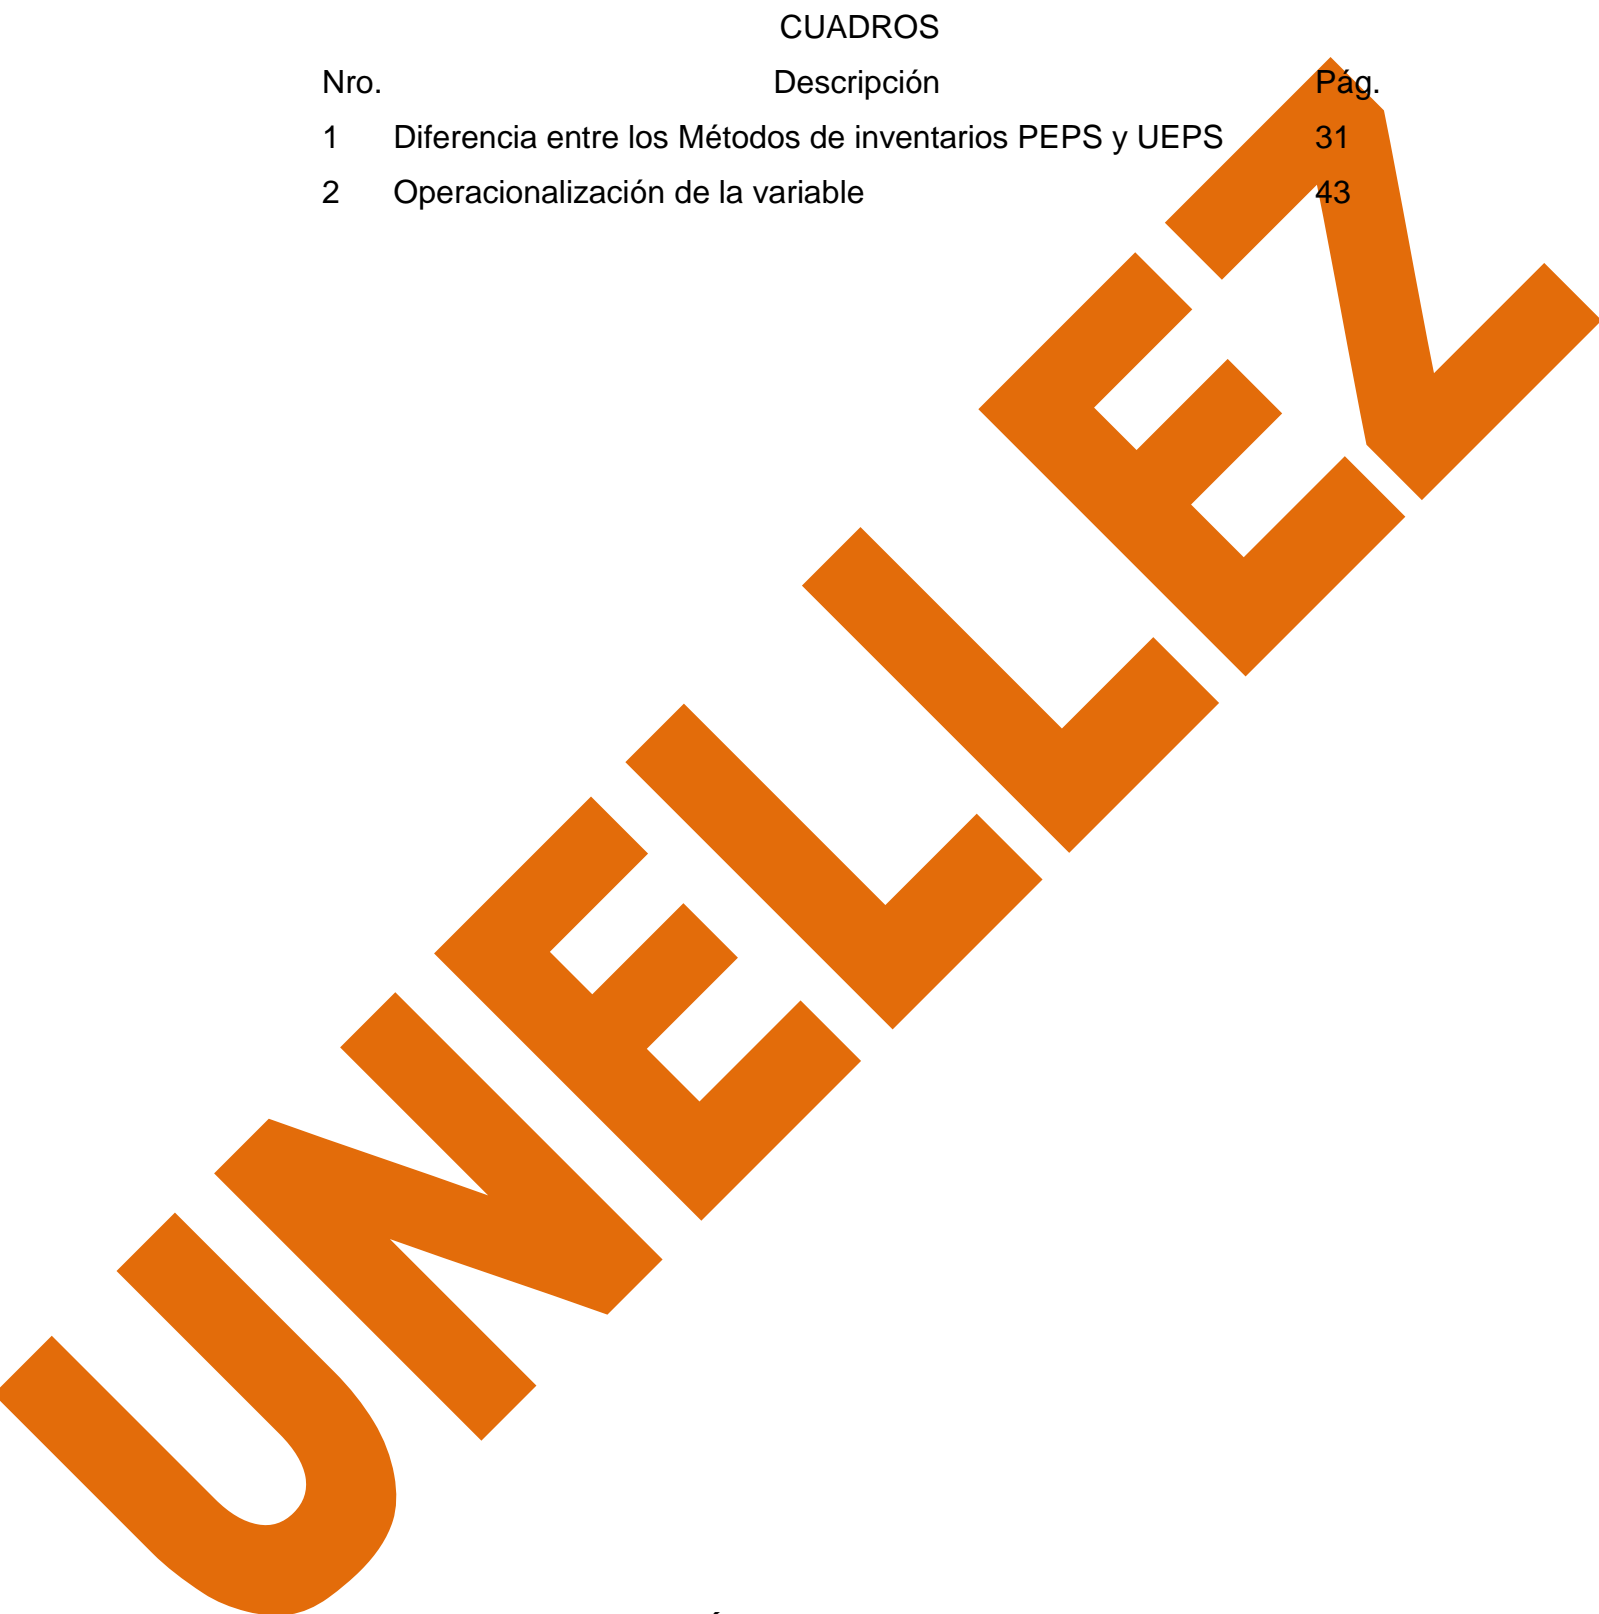 CUADROS
Nro. Descripción Pág.
1 Diferencia entre los Métodos de inventarios PEPS y UEPS 31
2 Operacionalización de la variable 43
UNELLEZ